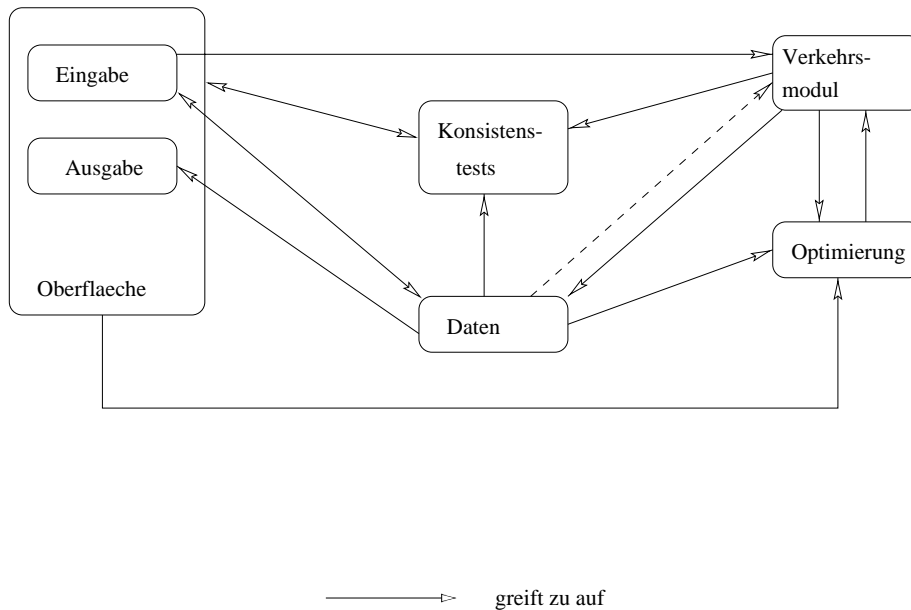 Eingabe
Ausgabe
Oberflaeche
Konsistens-
tests
Daten
Verkehrs-
modul
Optimierung
greift zu auf